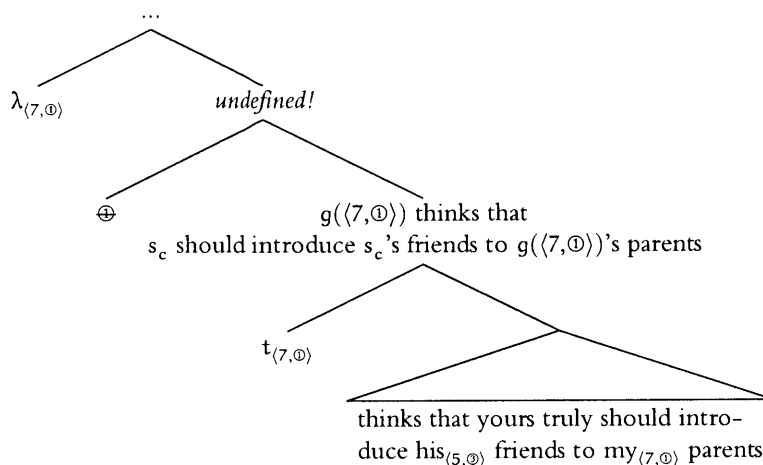 ...
λ⟨7,①⟩
undefined!
①
g(⟨7,①⟩) thinks that
s_c should introduce s_c's friends to g(⟨7,①⟩)'s parents
t⟨7,①⟩
thinks that yours truly should intro-
duce his⟨5,③⟩ friends to my⟨7,①⟩ parents